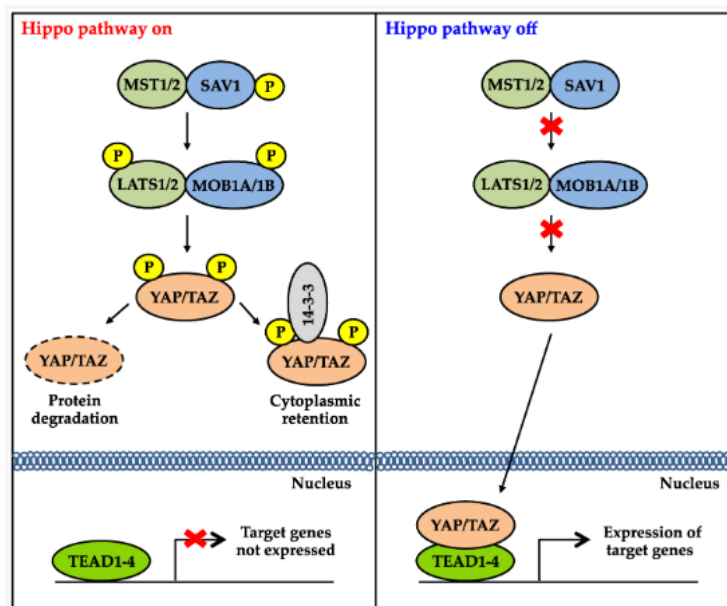 Hippo pathway on
MST1/2
SAV1
P
P
P
LATS1/2
MOB1A/1B
P
P
YAP/TAZ
14-3-3
P
P
YAP/TAZ
YAP/TAZ
Protein
degradation
Cytoplasmic
retention
Nucleus
TEAD1-4
Target genes
not expressed
Hippo pathway off
MST1/2
SAV1
LATS1/2
MOB1A/1B
YAP/TAZ
Nucleus
YAP/TAZ
TEAD1-4
Expression of
target genes